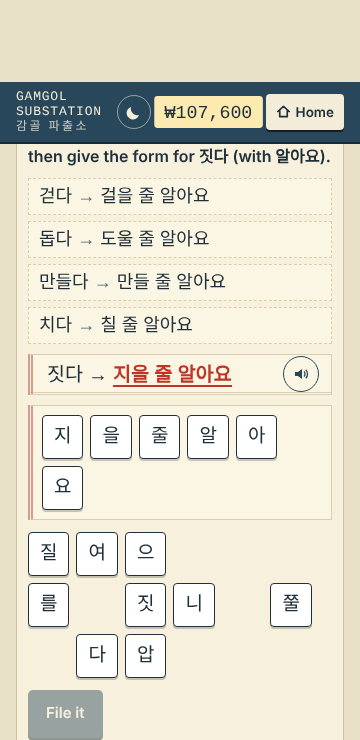 GAMGOL
SUBSTATION
감골 파출소
₩107,600
Home
then give the form for 짓다 (with 알아요).
걷다 → 걸을 줄 알아요
돕다 → 도울 줄 알아요
만들다 → 만들 줄 알아요
치다 → 칠 줄 알아요
짓다 → 지을 줄 알아요
지 을 줄 알 아
요
질 여 으
를 짓 니 쭐
다 압
File it